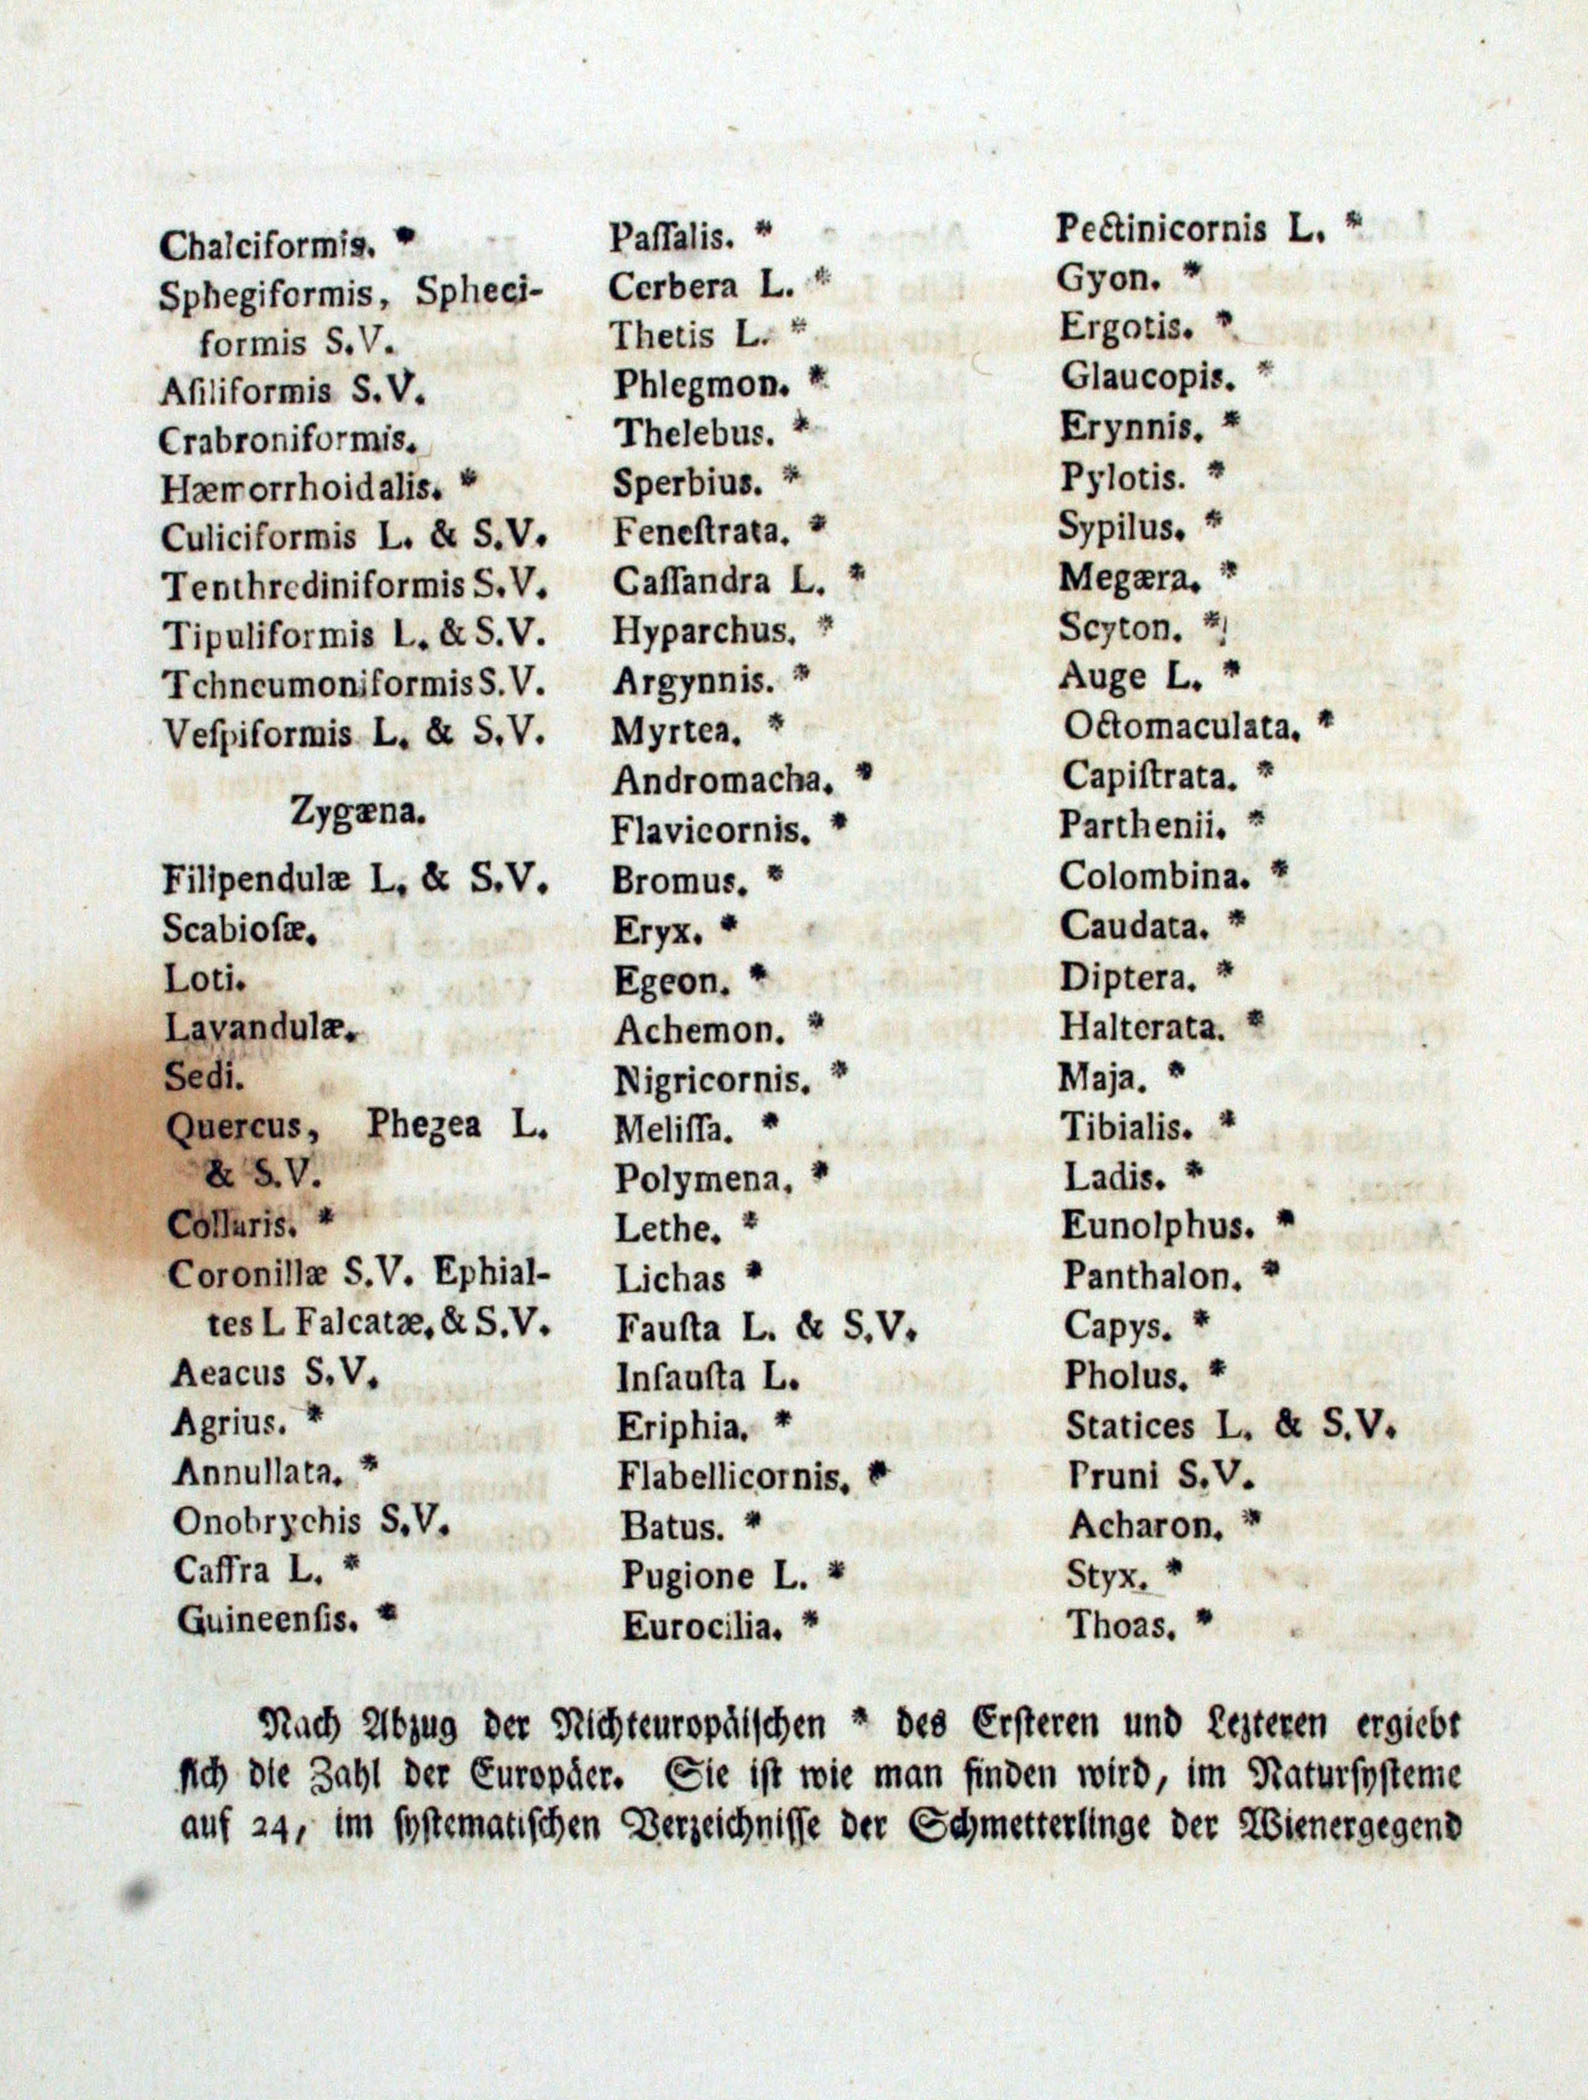 Chalciformis. *
Sphegiformis, Spheci-
formis S.V.
Aſiliformis S.V.
Crabroniformis.
Hæmorrhoidalis. *
Culiciformis L. & S.V.
Tenthrediniformis S.V.
Tipuliformis L. & S.V.
Tchneumoniformis S.V.
Veſpiformis L. & S.V.
Zygæna.
Filipendulæ L. & S.V.
Scabioſæ.
Loti.
Lavandulæ.
Sedi.
Quercus, Phegea L.
& S.V.
Collaris. *
Coronillæ S.V. Ephial-
tes L Falcatæ, & S.V.
Aeacus S.V.
Agrius. *
Annullata. *
Onobrychis S.V.
Caffra L. *
Guineenſis. *
Paſſalis. *
Cerbera L. *
Thetis L. *
Phlegmon. *
Thelebus. *
Sperbius. *
Feneſtrata. *
Caſſandra L. *
Hyparchus. *
Argynnis. *
Myrtea. *
Andromacha. *
Flavicornis. *
Bromus. *
Eryx. *
Egeon. *
Achemon. *
Nigricornis. *
Meliſſa. *
Polymena. *
Lethe. *
Lichas *
Fauſta L. & S.V.
Infauſta L.
Eriphia. *
Flabellicornis. *
Batus. *
Pugione L. *
Eurocilia. *
Pectinicornis L. *
Gyon. *
Ergotis. *
Glaucopis. *
Erynnis. *
Pylotis. *
Sypilus. *
Megæra. *
Scyton. *
Auge L. *
Octomaculata. *
Capiſtrata. *
Parthenii. *
Colombina. *
Caudata. *
Diptera. *
Halterata. *
Maja. *
Tibialis. *
Ladis. *
Eunolphus. *
Panthalon. *
Capys. *
Pholus. *
Statices L. & S.V.
Pruni S.V.
Acharon. *
Styx. *
Thoas. *
Nach Abzug der Nichteuropäiſchen * des Erſteren und Lezteren ergiebt
ſich die Zahl der Europäer. Sie iſt wie man finden wird, im Naturſyſteme
auf 24, im ſyſtematiſchen Verzeichniſſe der Schmetterlinge der Wienergegend